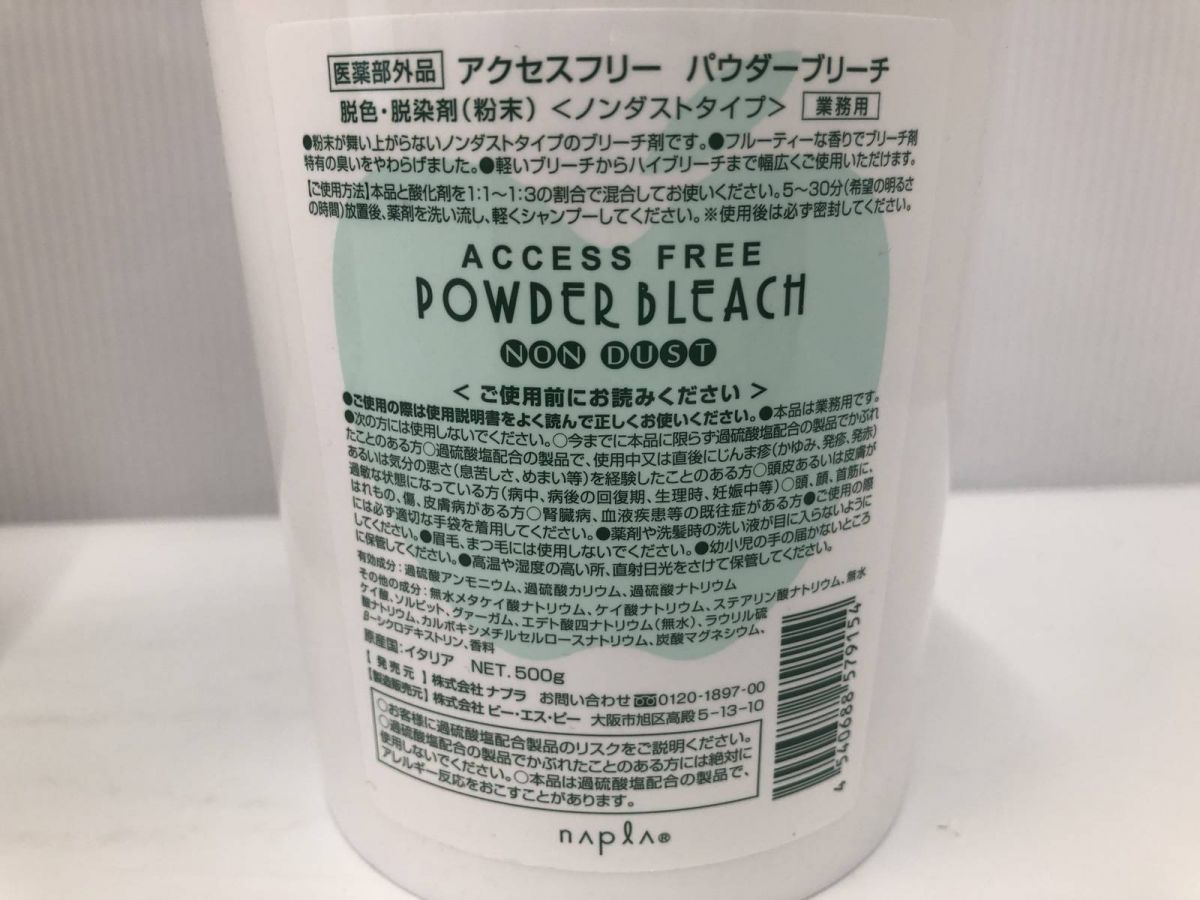 医薬部外品 アクセスフリー パウダーブリーチ
脱色・脱染剤(粉末)<ノンダストタイプ> 業務用
●粉末が舞い上がらないノンダストタイプのブリーチ剤です。●フルーティーな香りでブリーチ剤
特有の臭いをやわらげました。●軽いブリーチからハイブリーチまで幅広くご使用いただけます。
【ご使用方法】本品と酸化剤を1:1〜1:3の割合で混合してお使いください。5〜30分(希望の明るさ
の時間)放置後、薬剤を洗い流し、軽くシャンプーしてください。※使用後は必ず密封してください。
ACCESS FREE
POWDER BLEACH
NON DUST
<ご使用前にお読みください>
●ご使用の際は使用説明書をよく読んで正しくお使いください。●本品は業務用です。
●次の方には使用しないでください。○今までに本品に限らず過硫酸塩配合の製品でかぶれ
たことのある方○過硫酸塩配合の製品で、使用中又は直後にじんま疹(かゆみ、発疹、発赤)
あるいは気分の悪さ(息苦しさ、めまい等)を経験したことのある方○頭皮あるいは皮膚が
過敏な状態になっている方(病中、病後の回復期、生理時、妊娠中等)○頭、顔、首筋に、
はれもの、傷、皮膚病がある方○腎臓病、血液疾患等の既往症がある方●ご使用の際
には必ず適切な手袋を着用してください。●薬剤や洗髪時の洗い液が目に入らないように
してください。●眉毛、まつ毛には使用しないでください。●幼小児の手の届かないところ
に保管してください。●高温や湿度の高い所、直射日光をさけて保管してください。
有効成分:過硫酸アンモニウム、過硫酸カリウム、過硫酸ナトリウム
その他の成分:無水メタケイ酸ナトリウム、ケイ酸ナトリウム、ステアリン酸ナトリウム、無水
ケイ酸、ソルビット、グァーガム、エデト酸四ナトリウム(無水)、ラウリル硫
酸ナトリウム、カルボキシメチルセルロースナトリウム、炭酸マグネシウム、
β-シクロデキストリン、香料
原産国:イタリア NET.500g
【発売元】株式会社 ナプラ お問い合わせ 0120-1897-00
【製造販売元】株式会社 ピー・エス・ピー 大阪市旭区高殿5-13-10
○お客様に過硫酸塩配合製品のリスクをご説明ください。
○過硫酸塩配合の製品でかぶれたことのある方には絶対に
使用しないでください。○本品は過硫酸塩配合の製品で、
アレルギー反応をおこすことがあります。
4 540688 579154
napla®